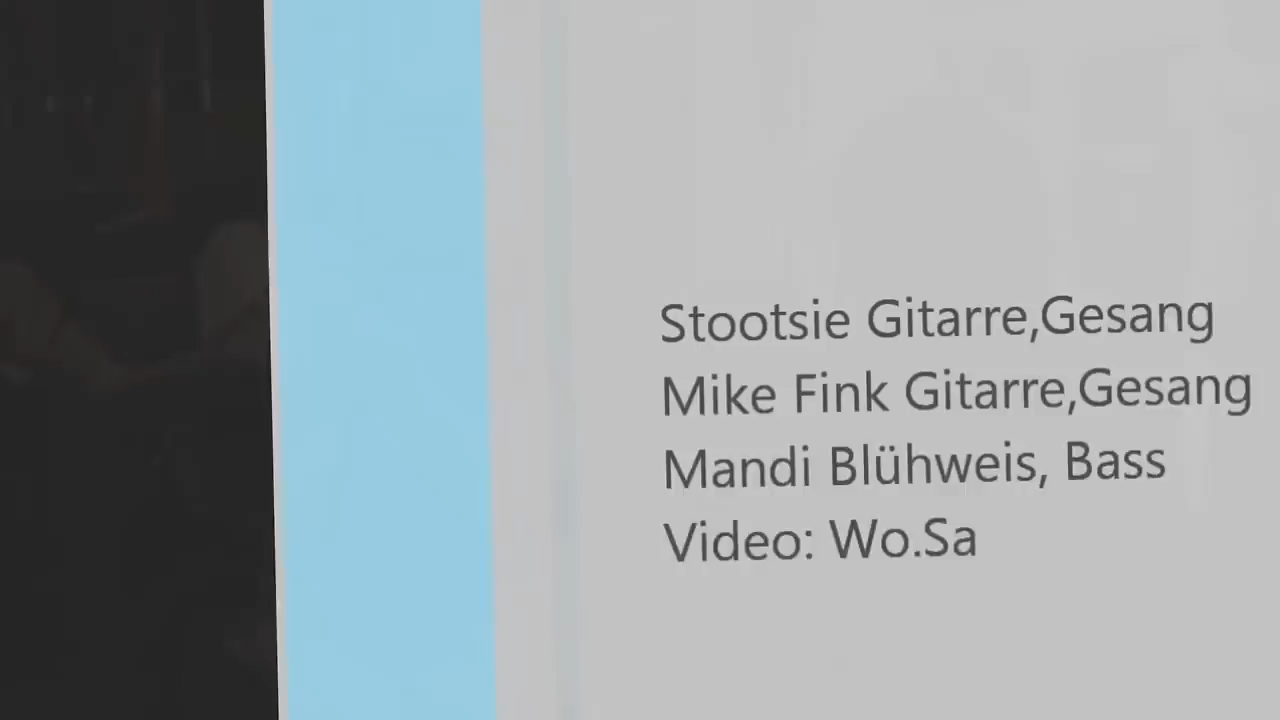 Stootsie Gitarre,Gesang
Mike Fink Gitarre,Gesang
Mandi Blühweis, Bass
Video: Wo.Sa